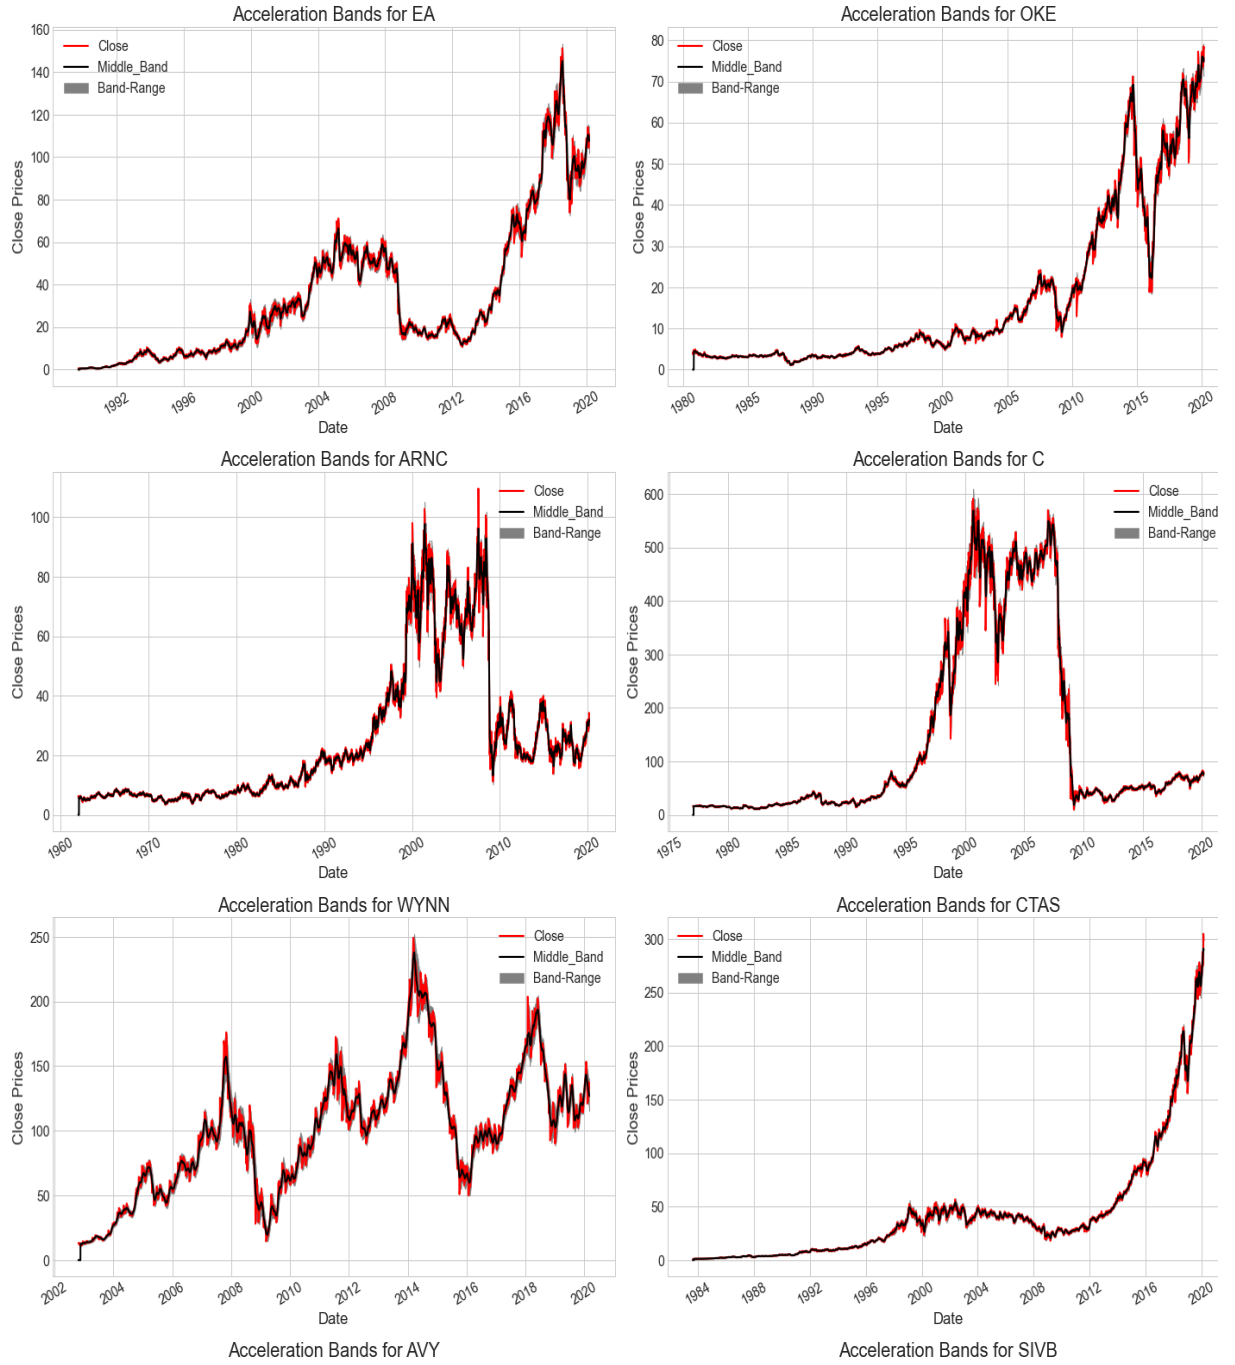 Acceleration Bands for EA
Close
Middle_Band
Band-Range
Close Prices
160
140
120
100
80
60
40
20
0
1992
1996
2000
2004
2008
2012
2016
2020
Date
Acceleration Bands for OKE
Close
Middle_Band
Band-Range
Close Prices
80
70
60
50
40
30
20
10
0
1980
1985
1990
1995
2000
2005
2010
2015
2020
Date
Acceleration Bands for ARNC
Close
Middle_Band
Band-Range
Close Prices
100
80
60
40
20
0
1960
1970
1980
1990
2000
2010
2020
Date
Acceleration Bands for C
Close
Middle_Band
Band-Range
Close Prices
600
500
400
300
200
100
0
1975
1980
1985
1990
1995
2000
2005
2010
2015
2020
Date
Acceleration Bands for WYNN
Close
Middle_Band
Band-Range
Close Prices
250
200
150
100
50
0
2002
2004
2006
2008
2010
2012
2014
2016
2018
2020
Date
Acceleration Bands for CTAS
Close
Middle_Band
Band-Range
Close Prices
300
250
200
150
100
50
0
1984
1988
1992
1996
2000
2004
2008
2012
2016
2020
Date
Acceleration Bands for AVY
Acceleration Bands for SIVB